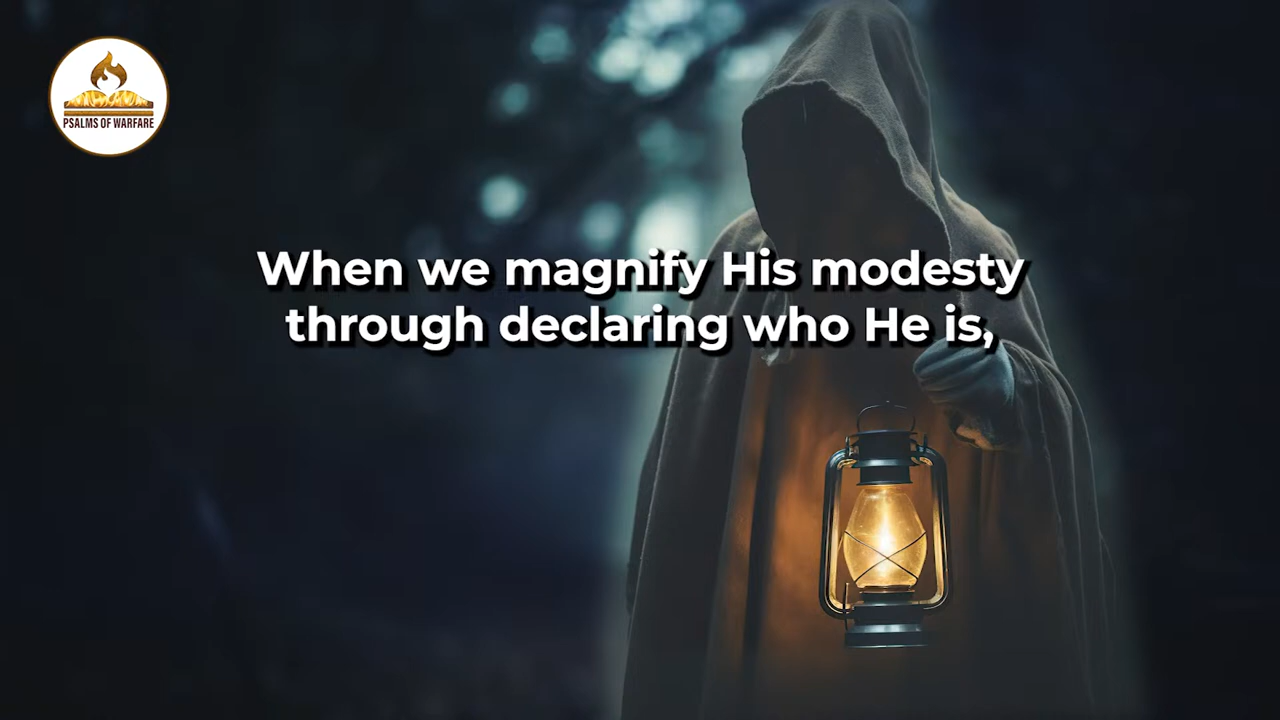 PSALMS OF WARFARE
When we magnify His modesty
through declaring who He is,